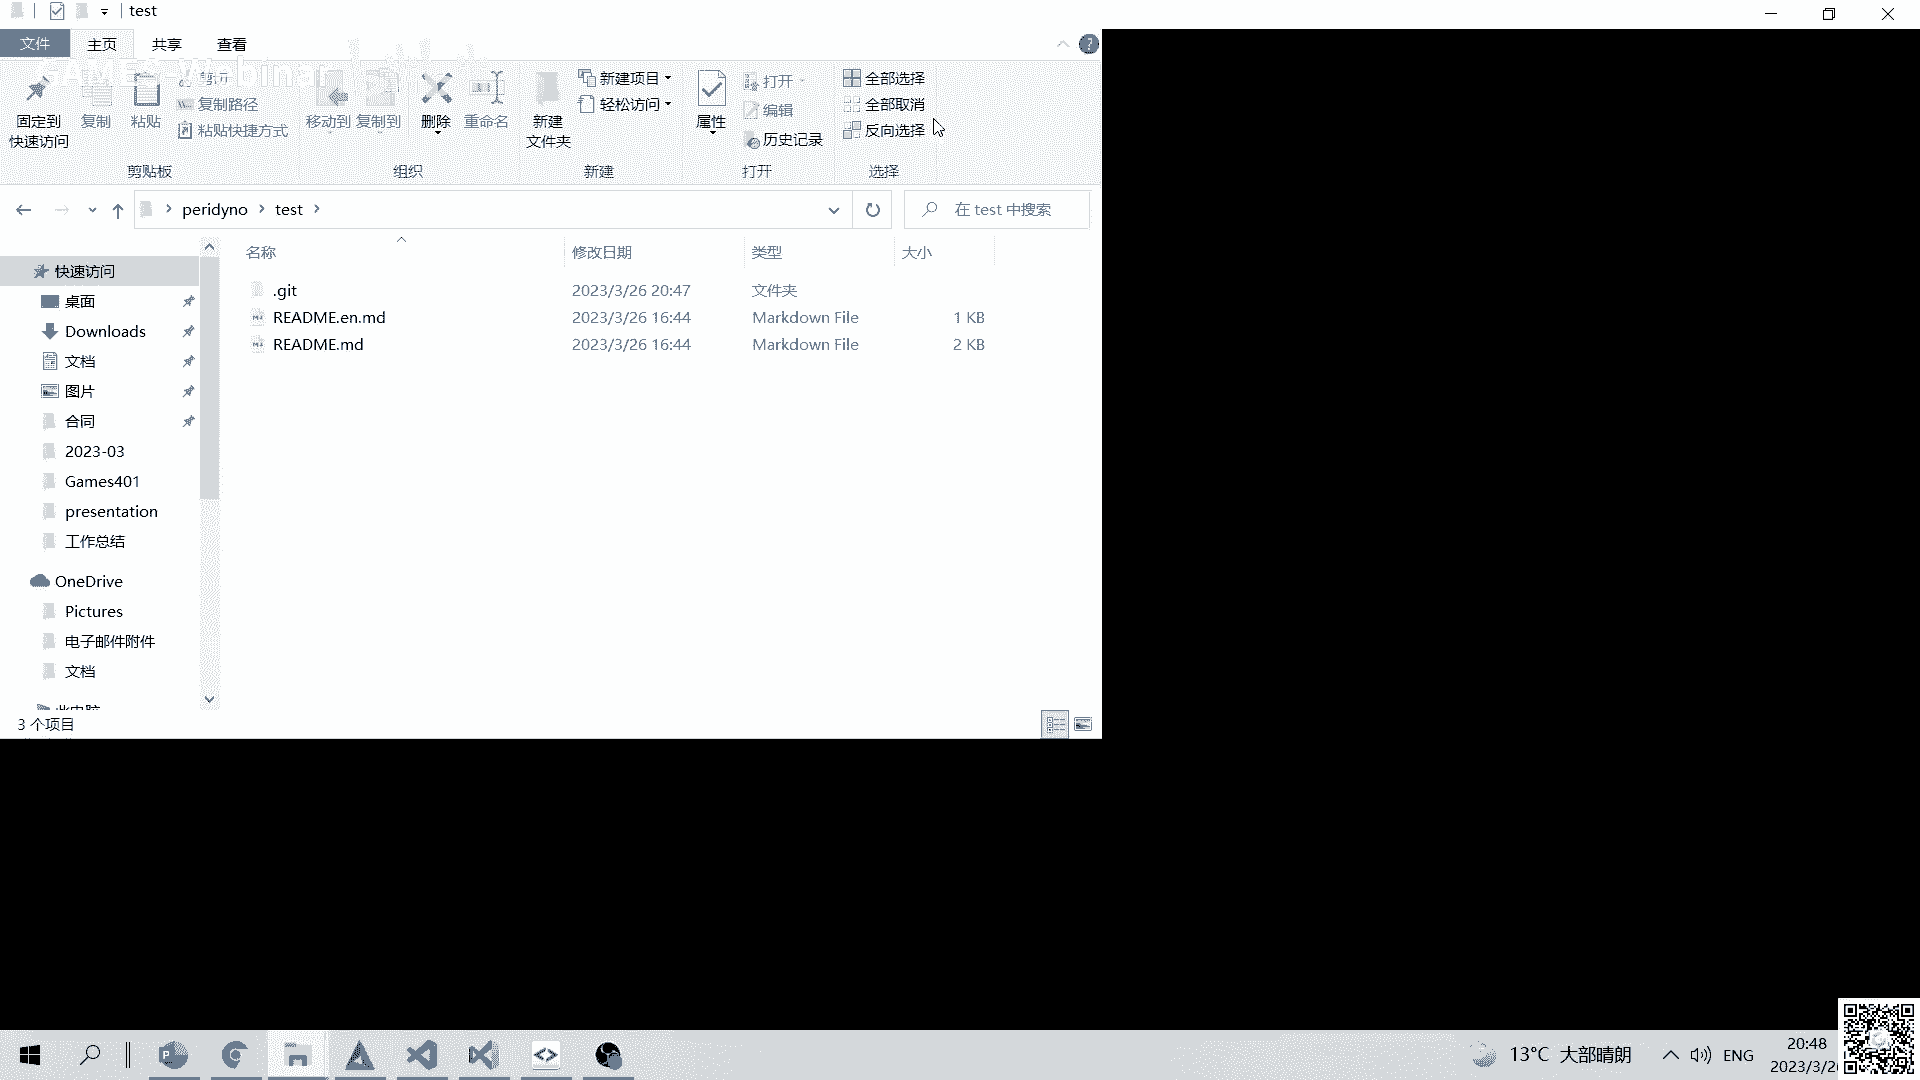 test
文件 主页 共享 查看
GAMES-Webinar
固定到 快速访问
复制
粘贴
剪切
复制路径
粘贴快捷方式
移动到 复制到
删除
重命名
新建 文件夹
新建项目
轻松访问
属性
打开
编辑
历史记录
全部选择
全部取消
反向选择
剪贴板 组织 新建 打开 选择
peridyno test
在 test 中搜索
名称 修改日期 类型 大小
.git 2023/3/26 20:47 文件夹
README.en.md 2023/3/26 16:44 Markdown File 1 KB
README.md 2023/3/26 16:44 Markdown File 2 KB
快速访问
桌面
Downloads
文档
图片
合同
2023-03
Games401
presentation
工作总结
OneDrive
Pictures
电子邮件附件
文档
此电脑
3 个项目
13°C 大部晴朗
ENG
20:48
2023/3/2